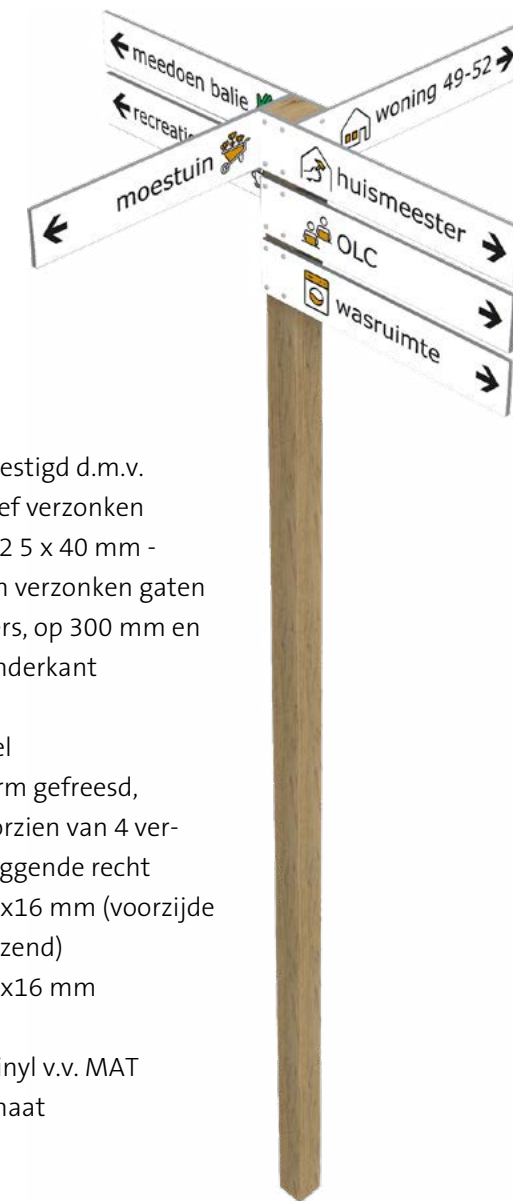 meedoen balie
recreatie
moestuin
woning 49-52
huismeester
OLC
wasruimte
estigd d.m.v.
ef verzonken
2 5 x 40 mm -
n verzonken gaten
ers, op 300 mm en
nderkant
el
rm gefreesd,
orzien van 4 ver-
ggende recht
x16 mm (voorzijde
zend)
x16 mm
inyl v.v. MAT
naat